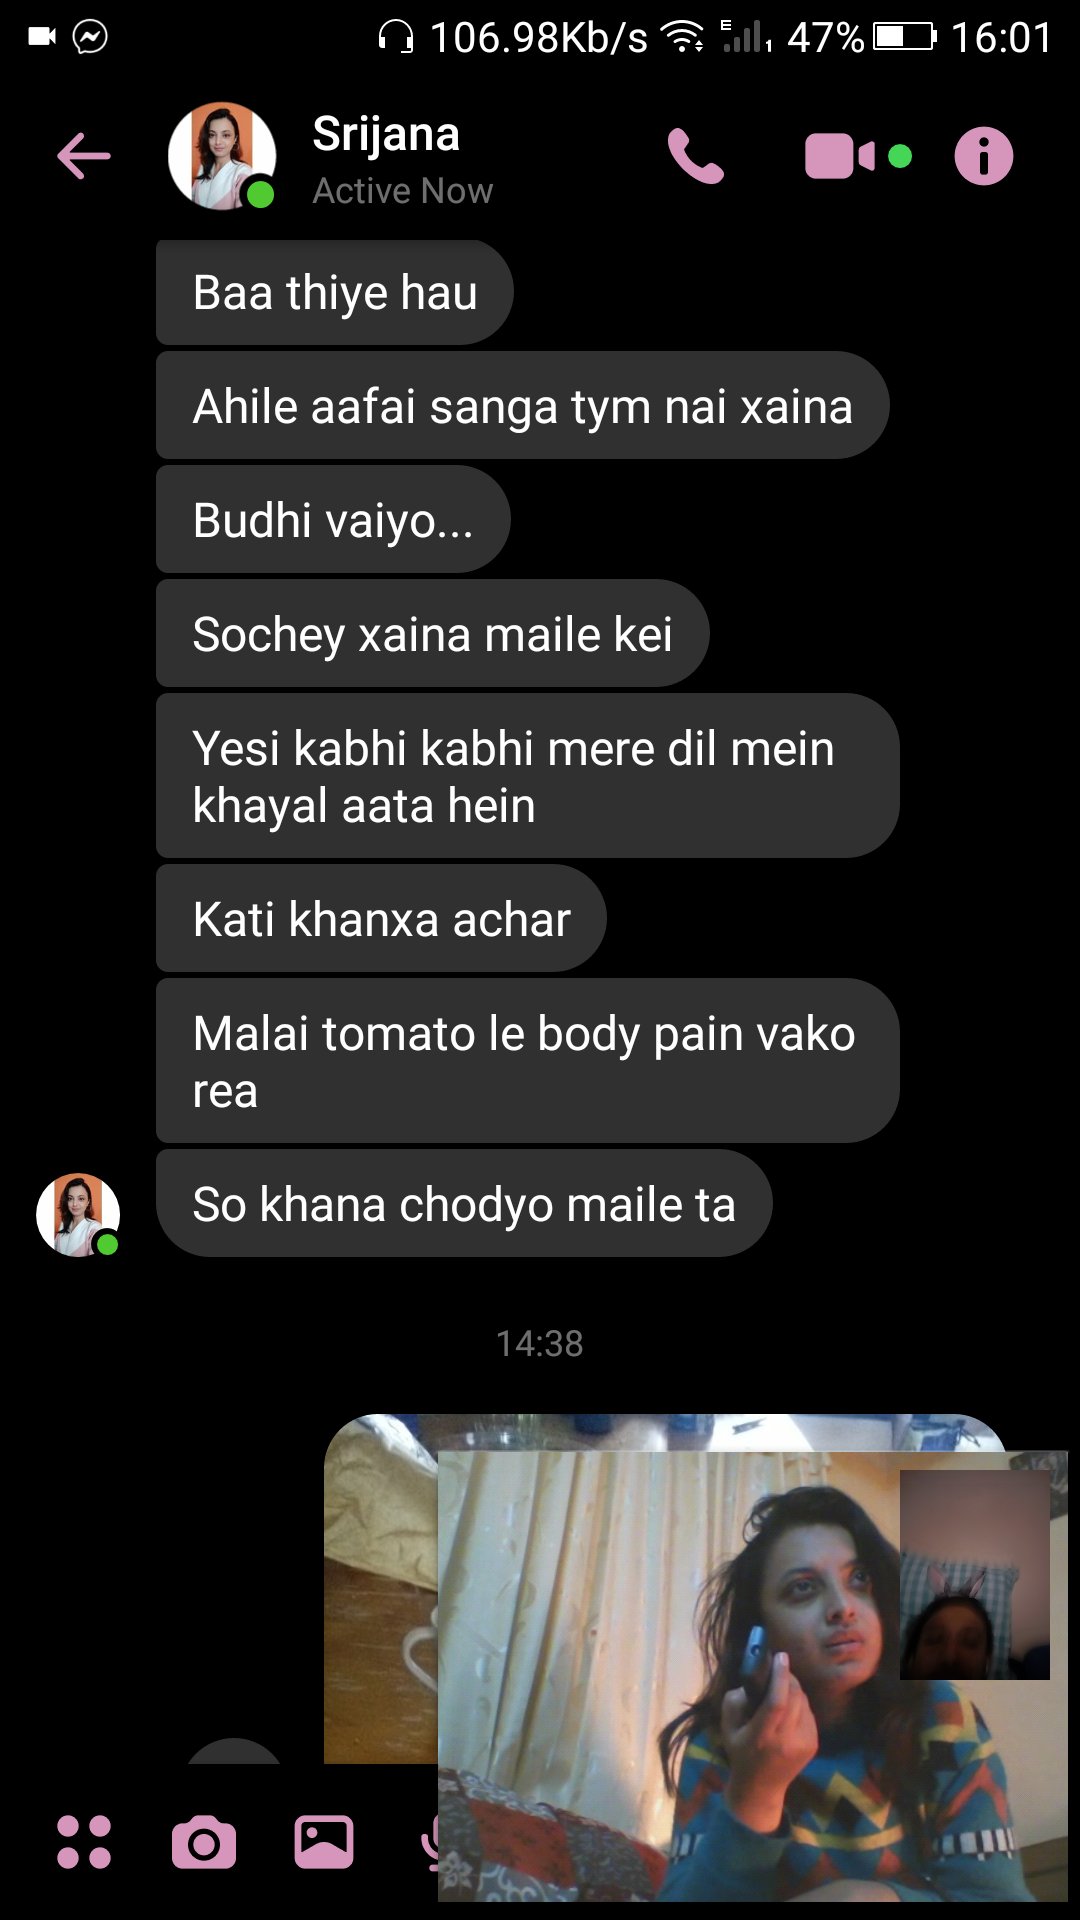 106.98Kb/s E 1 47% 16:01
Srijana
Active Now
Baa thiye hau
Ahile aafai sanga tym nai xaina
Budhi vaiyo...
Sochey xaina maile kei
Yesi kabhi kabhi mere dil mein
khayal aata hein
Kati khanxa achar
Malai tomato le body pain vako
rea
So khana chodyo maile ta
14:38